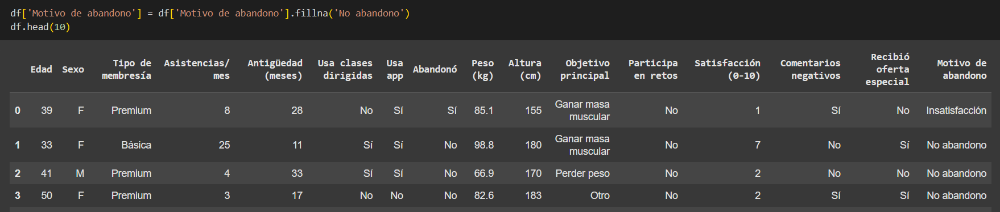 df['Motivo de abandono'] = df['Motivo de abandono'].fillna('No abandono')
df.head(10)
Edad Sexo Tipo de membresía Asistencias/mes Antigüedad (meses) Usa clases dirigidas Usa app Abandonó Peso (kg) Altura (cm) Objetivo principal Participa en retos Satisfacción (0-10) Comentarios negativos Recibió oferta especial Motivo de abandono
0 39 F Premium 8 28 No Sí Sí 85.1 155 Ganar masa muscular No 1 Sí No Insatisfacción
1 33 F Básica 25 11 Sí Sí No 98.8 180 Ganar masa muscular No 7 No Sí No abandono
2 41 M Premium 4 33 Sí Sí No 66.9 170 Perder peso No 2 No No No abandono
3 50 F Premium 3 17 No No No 82.6 183 Otro No 2 Sí Sí No abandono